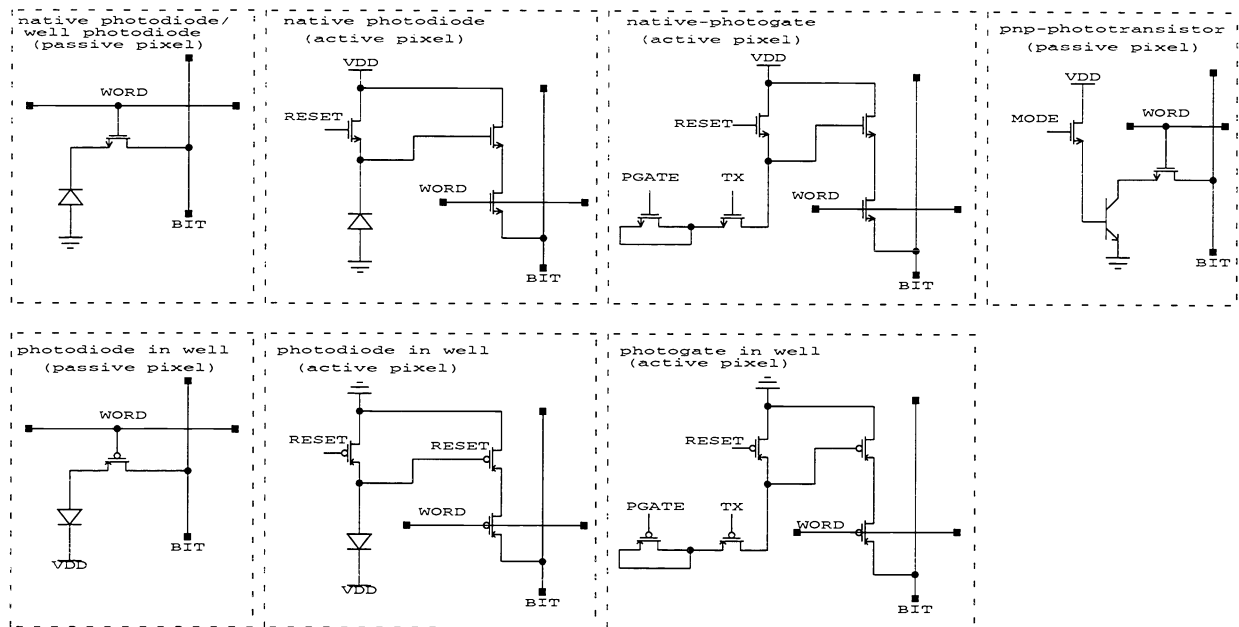 native photodiode/
well photodiode
(passive pixel)
WORD
BIT
native photodiode
(active pixel)
VDD
RESET
WORD
BIT
native-photogate
(active pixel)
VDD
RESET
PGATE
TX
WORD
BIT
pnp-phototransistor
(passive pixel)
VDD
MODE
WORD
BIT
photodiode in well
(passive pixel)
WORD
BIT
VDD
photodiode in well
(active pixel)
RESET
RESET
WORD
VDD
BIT
photogate in well
(active pixel)
RESET
PGATE
TX
WORD
BIT